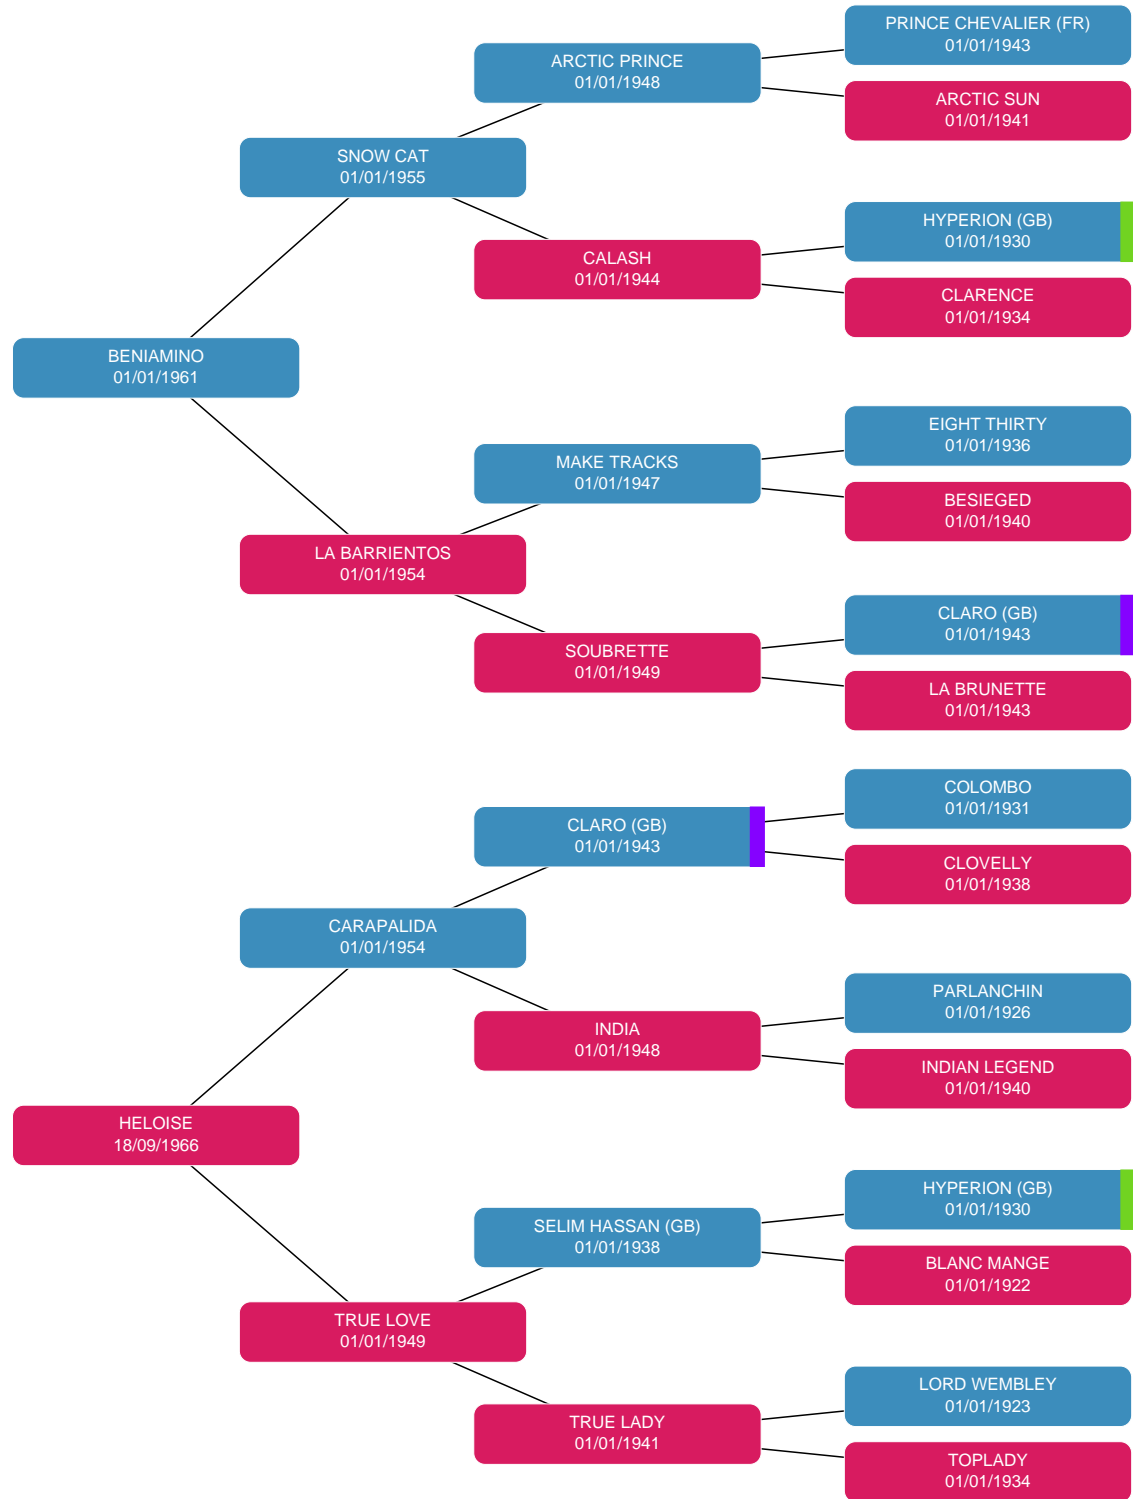 PRINCE CHEVALIER (FR)
01/01/1943
ARCTIC PRINCE
01/01/1948
ARCTIC SUN
01/01/1941
SNOW CAT
01/01/1955
HYPERION (GB)
01/01/1930
CALASH
01/01/1944
CLARENCE
01/01/1934
BENIAMINO
01/01/1961
EIGHT THIRTY
01/01/1936
MAKE TRACKS
01/01/1947
BESIEGED
01/01/1940
LA BARRIENTOS
01/01/1954
CLARO (GB)
01/01/1943
SOUBRETTE
01/01/1949
LA BRUNETTE
01/01/1943
COLOMBO
01/01/1931
CLARO (GB)
01/01/1943
CLOVELLY
01/01/1938
CARAPALIDA
01/01/1954
PARLANCHIN
01/01/1926
INDIA
01/01/1948
INDIAN LEGEND
01/01/1940
HELOISE
18/09/1966
HYPERION (GB)
01/01/1930
SELIM HASSAN (GB)
01/01/1938
BLANC MANGE
01/01/1922
TRUE LOVE
01/01/1949
LORD WEMBLEY
01/01/1923
TRUE LADY
01/01/1941
TOPLADY
01/01/1934